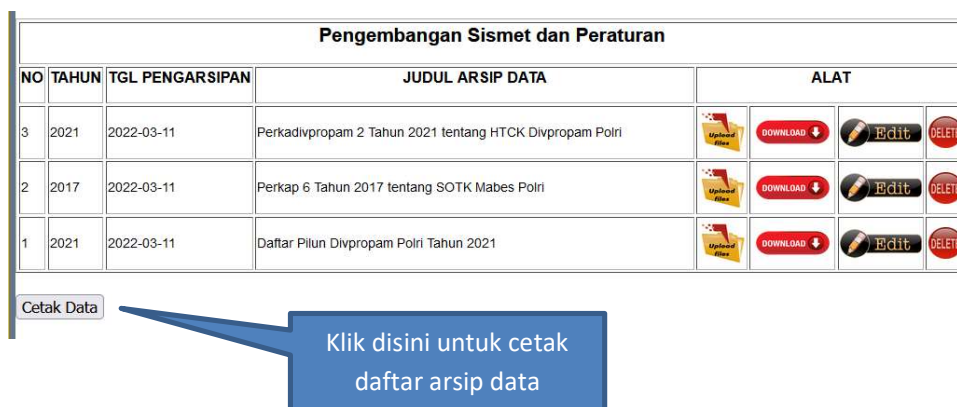 Pengembangan Sismet dan Peraturan
NO TAHUN TGL PENGARSIPAN JUDUL ARSIP DATA ALAT
3 2021 2022-03-11 Perkadivpropam 2 Tahun 2021 tentang HTCK Divpropam Polri Upload files DOWNLOAD Edit DELET
2 2017 2022-03-11 Perkap 6 Tahun 2017 tentang SOTK Mabes Polri Upload files DOWNLOAD Edit DELET
1 2021 2022-03-11 Daftar Pilun Divpropam Polri Tahun 2021 Upload files DOWNLOAD Edit DELET
Cetak Data
Klik disini untuk cetak
daftar arsip data